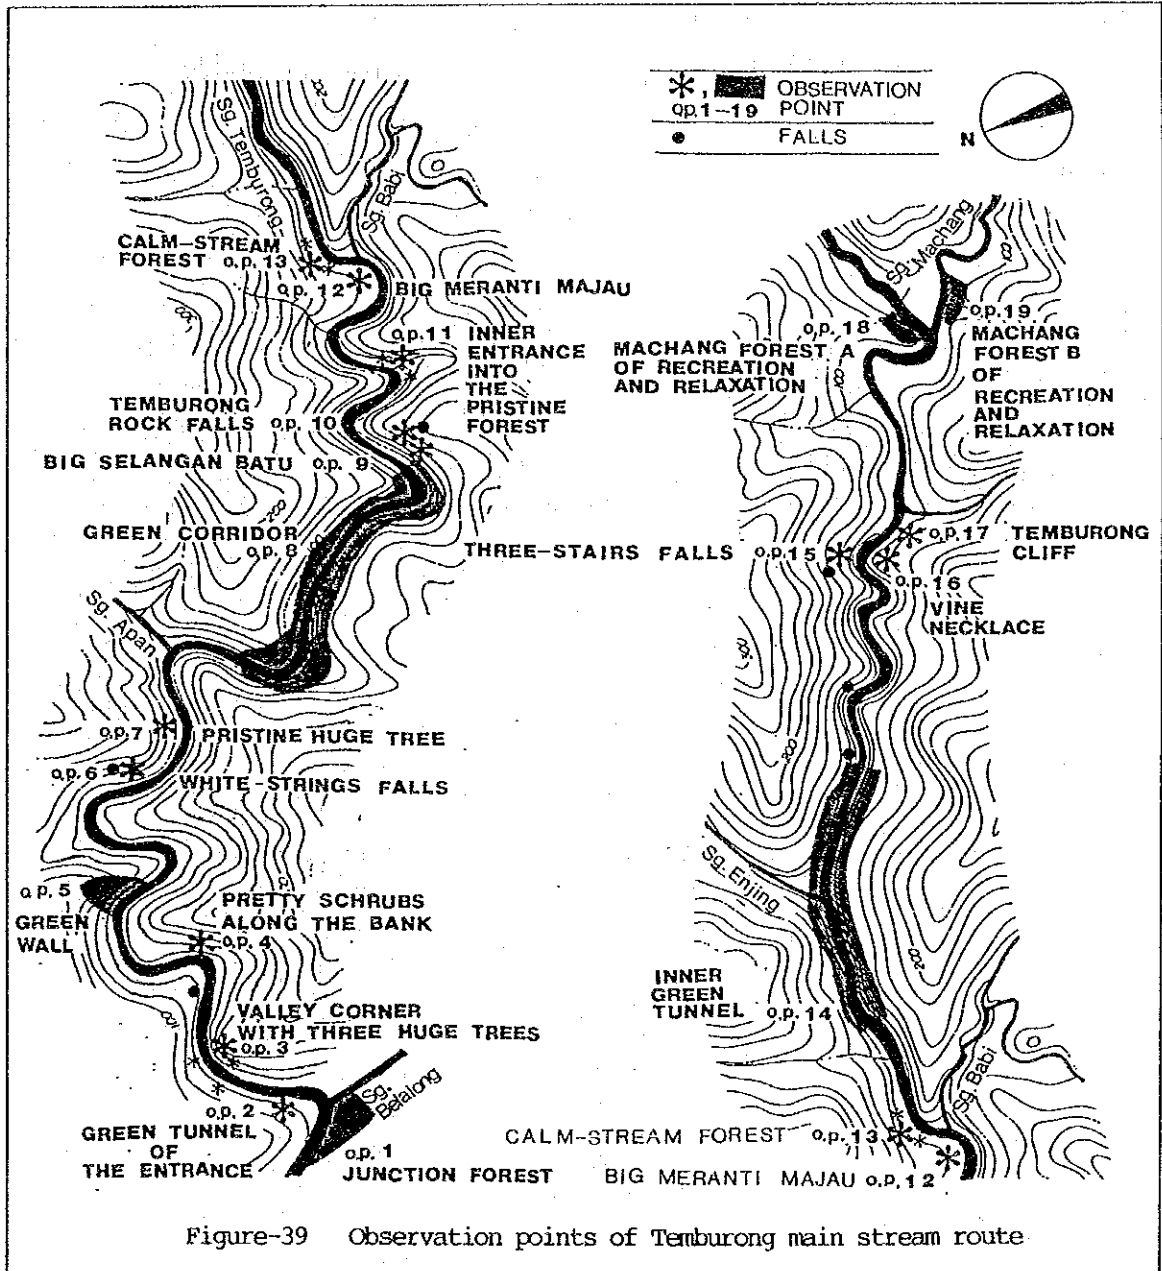 OBSERVATION
o.p.1-19 POINT
FALLS
N
Sg. Temburong
Sg. Babi
CALM-STREAM
FOREST o.p.13
o.p.12
BIG MERANTI MAJAU
o.p.11 INNER
ENTRANCE
INTO
THE
PRISTINE
FOREST
TEMBURONG
ROCK FALLS o.p.10
BIG SELANGAN BATU o.p. 9
GREEN CORRIDOR
o.p. 8
200
200
Sg. Apan
o.p.7 PRISTINE HUGE TREE
o.p.6
WHITE-STRINGS FALLS
o.p.5
GREEN
WALL
PRETTY SCHRUBS
ALONG THE BANK
o.p.4
100
VALLEY CORNER
WITH THREE HUGE TREES
o.p.3
o.p.2
GREEN TUNNEL
OF
THE ENTRANCE
Sg.
Belalong
o.p.1
JUNCTION FOREST
Sg. Machang
o.p.18
o.p.19
MACHANG FOREST A
OF RECREATION
AND RELAXATION
MACHANG
FOREST B
OF
RECREATION
AND
RELAXATION
THREE-STAIRS FALLS o.p.15
o.p.17 TEMBURONG
CLIFF
o.p.16
VINE
NECKLACE
200
Sg. Enjing
200
INNER
GREEN
TUNNEL o.p.14
Sg. Babi
CALM-STREAM FOREST o.p.13
BIG MERANTI MAJAU o.p.12
Figure-39 Observation points of Temburong main stream route